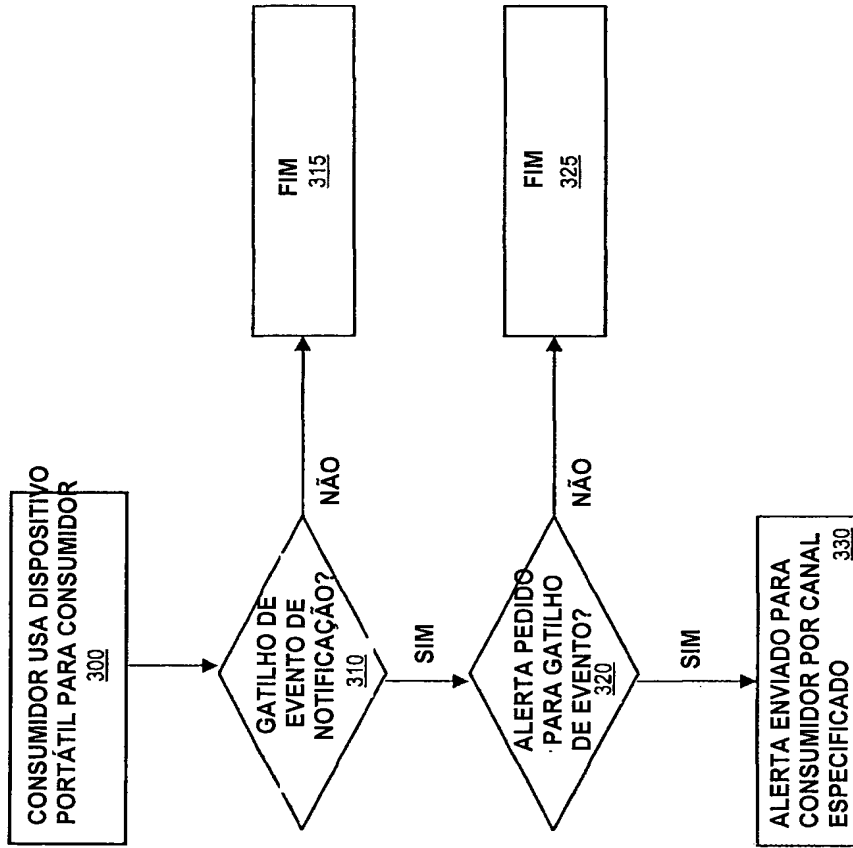 CONSUMIDOR USA DISPOSITIVO
PORTÁTIL PARA CONSUMIDOR
300
GATILHO DE
EVENTO DE
NOTIFICAÇÃO?
310
NÃO
FIM
315
SIM
ALERTA PEDIDO
PARA GATILHO
DE EVENTO?
320
NÃO
FIM
325
SIM
ALERTA ENVIADO PARA
CONSUMIDOR POR CANAL
ESPECIFICADO
330